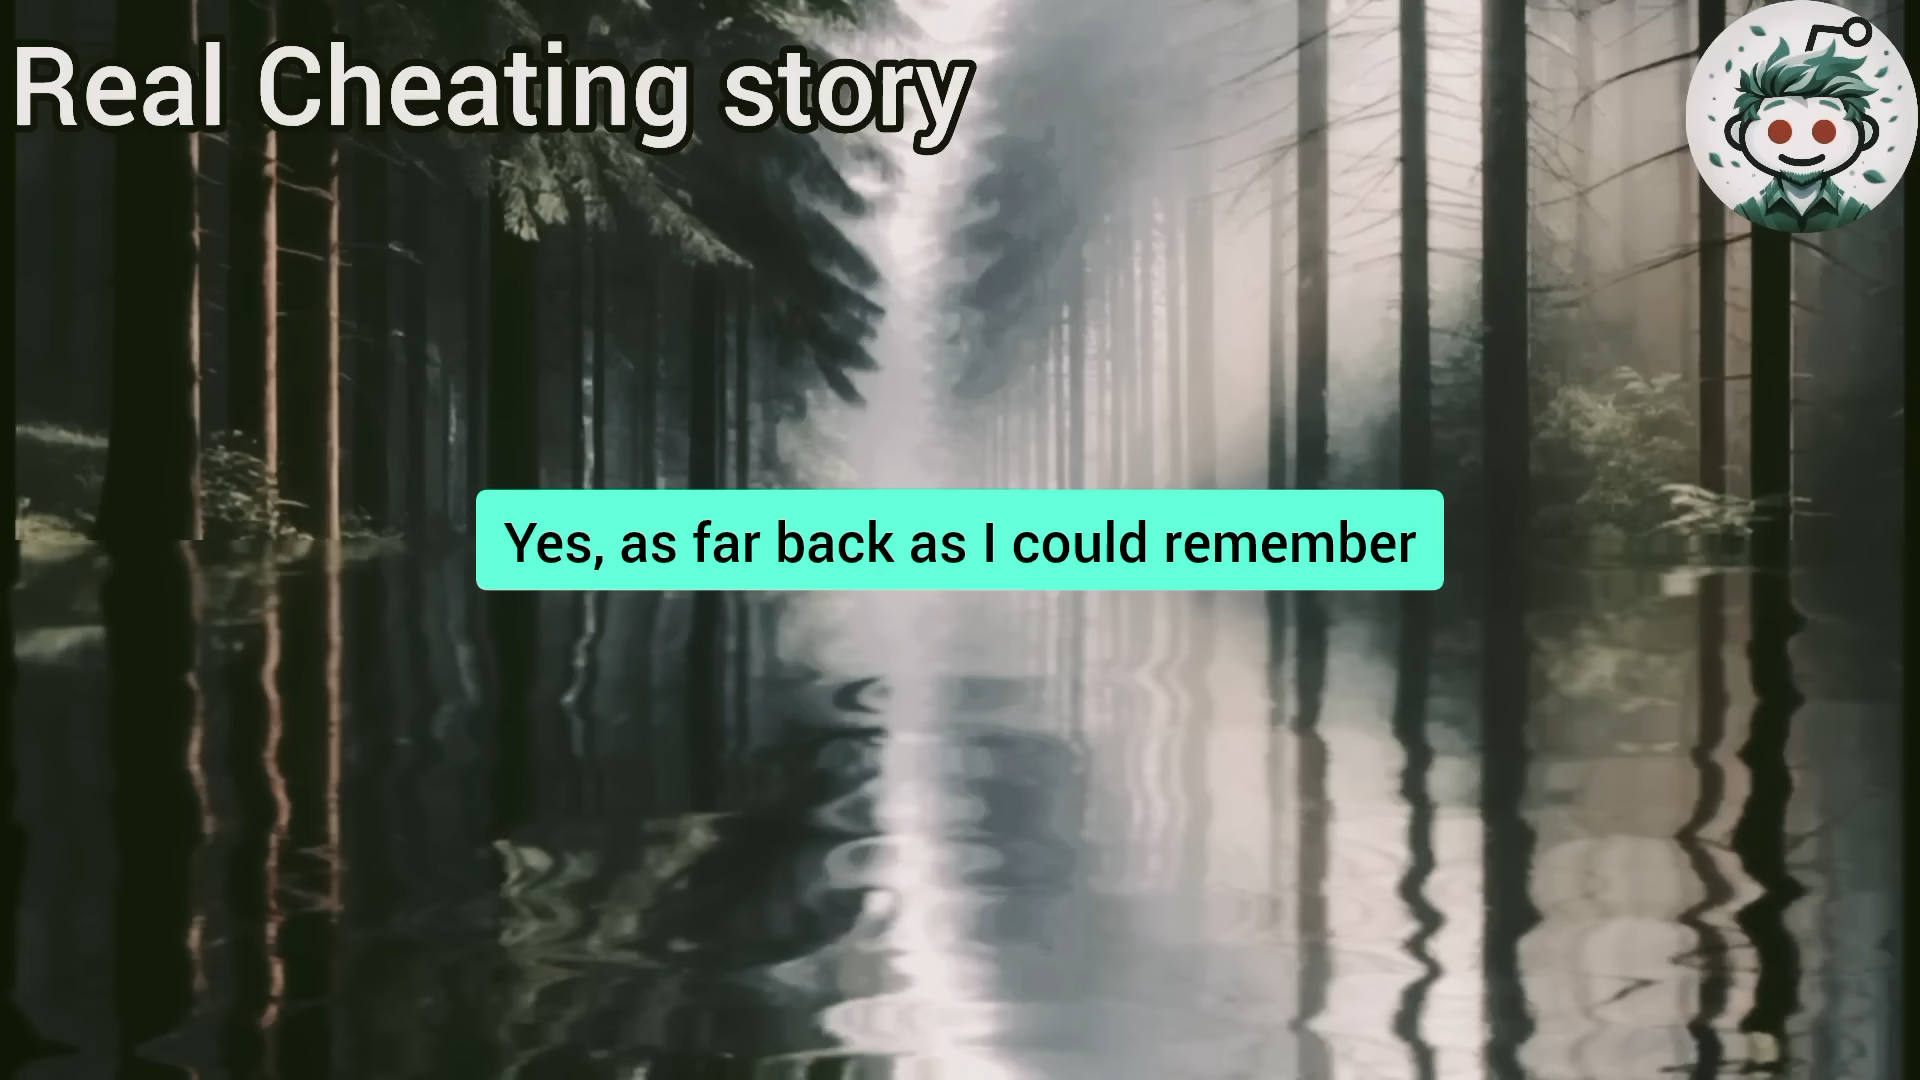 Real Cheating story
Yes, as far back as I could remember